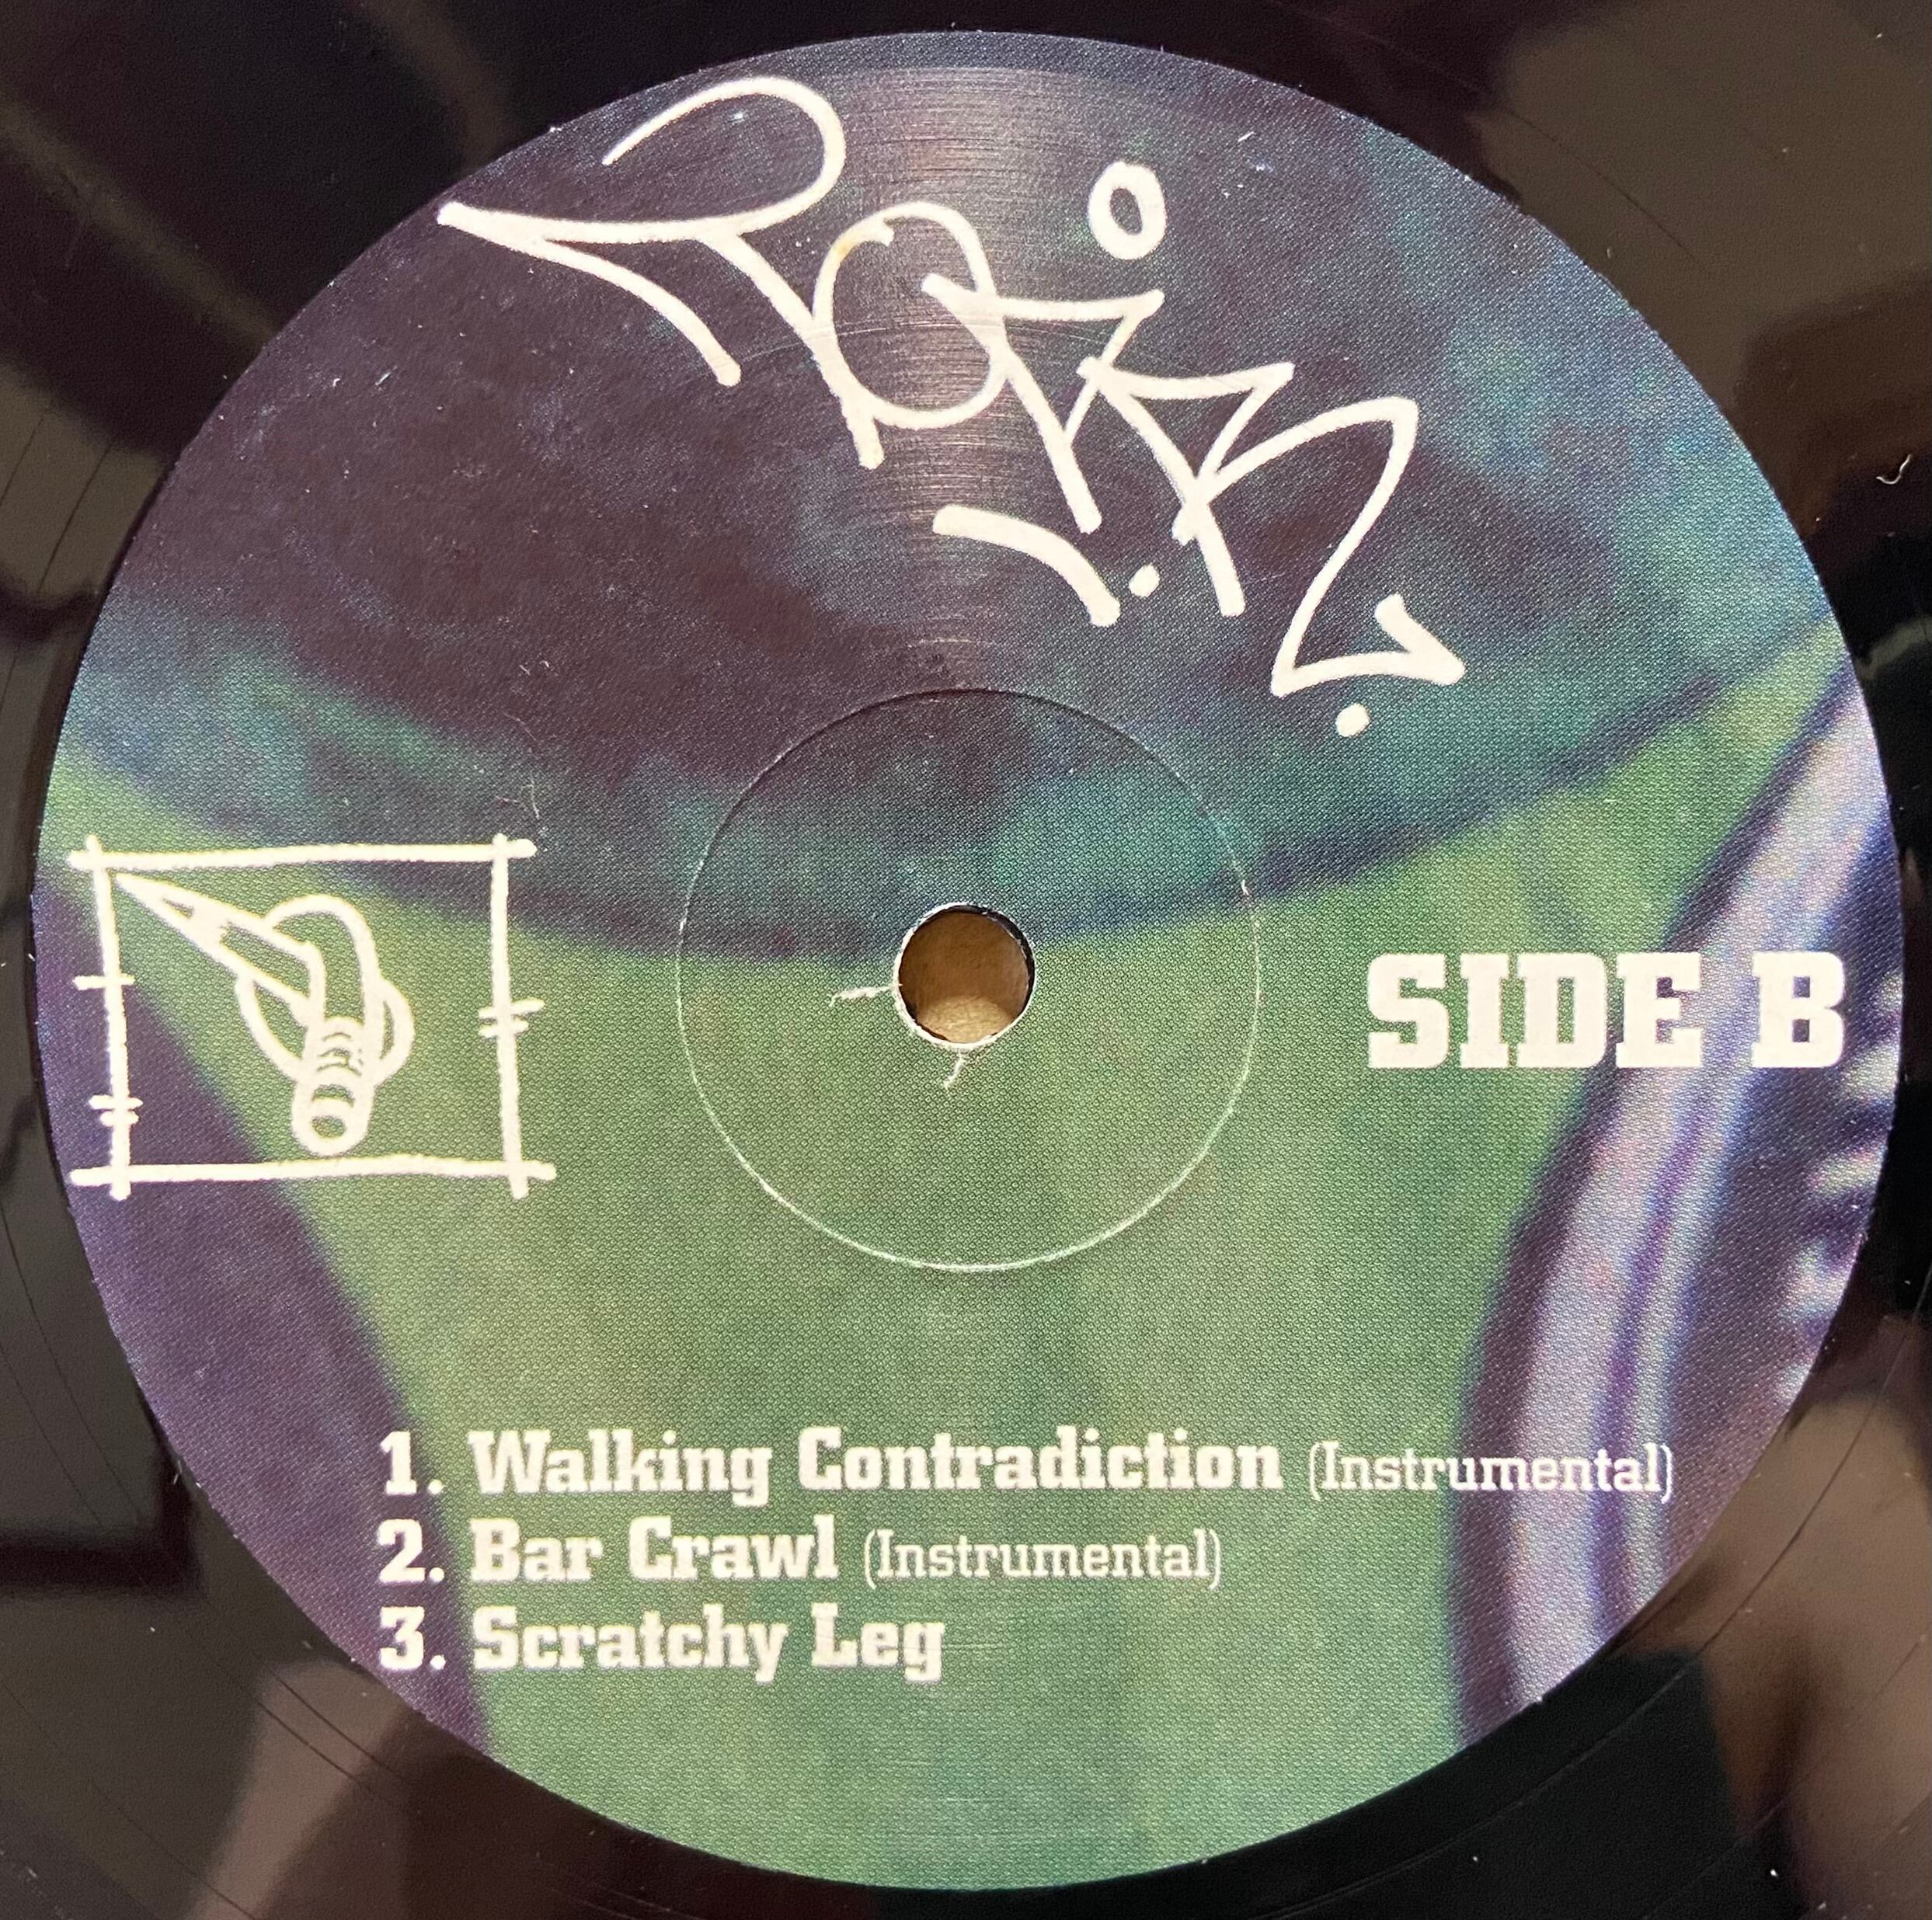 SIDE B
1. Walking Contradiction (Instrumental)
2. Bar Crawl (Instrumental)
3. Scratchy Leg